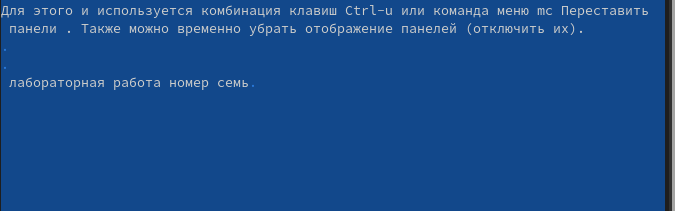 Для этого и используется комбинация клавиш Ctrl-u или команда меню mc Переставить
панели . Также можно временно убрать отображение панелей (отключить их).
.
.
лабораторная работа номер семь.